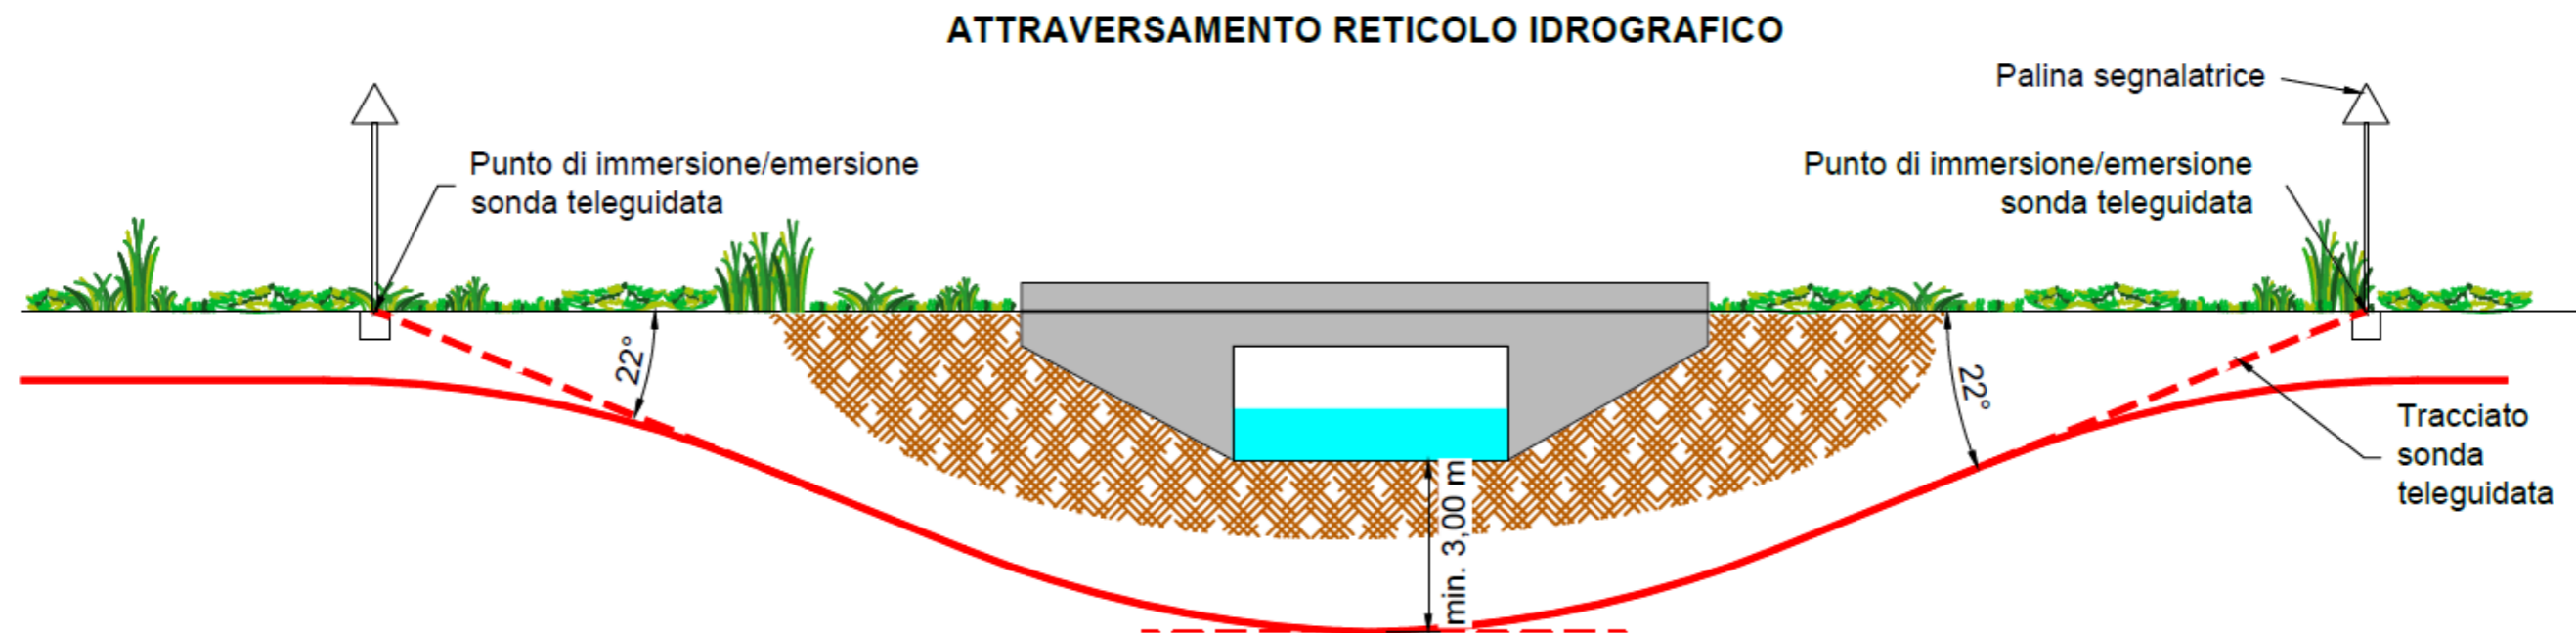 ATTRAVERSAMENTO RETICOLO IDROGRAFICO
Palina segnalatrice
Punto di immersione/emersione
sonda teleguidata
Punto di immersione/emersione
sonda teleguidata
22°
22°
min. 3,00 m
Tracciato
sonda
teleguidata